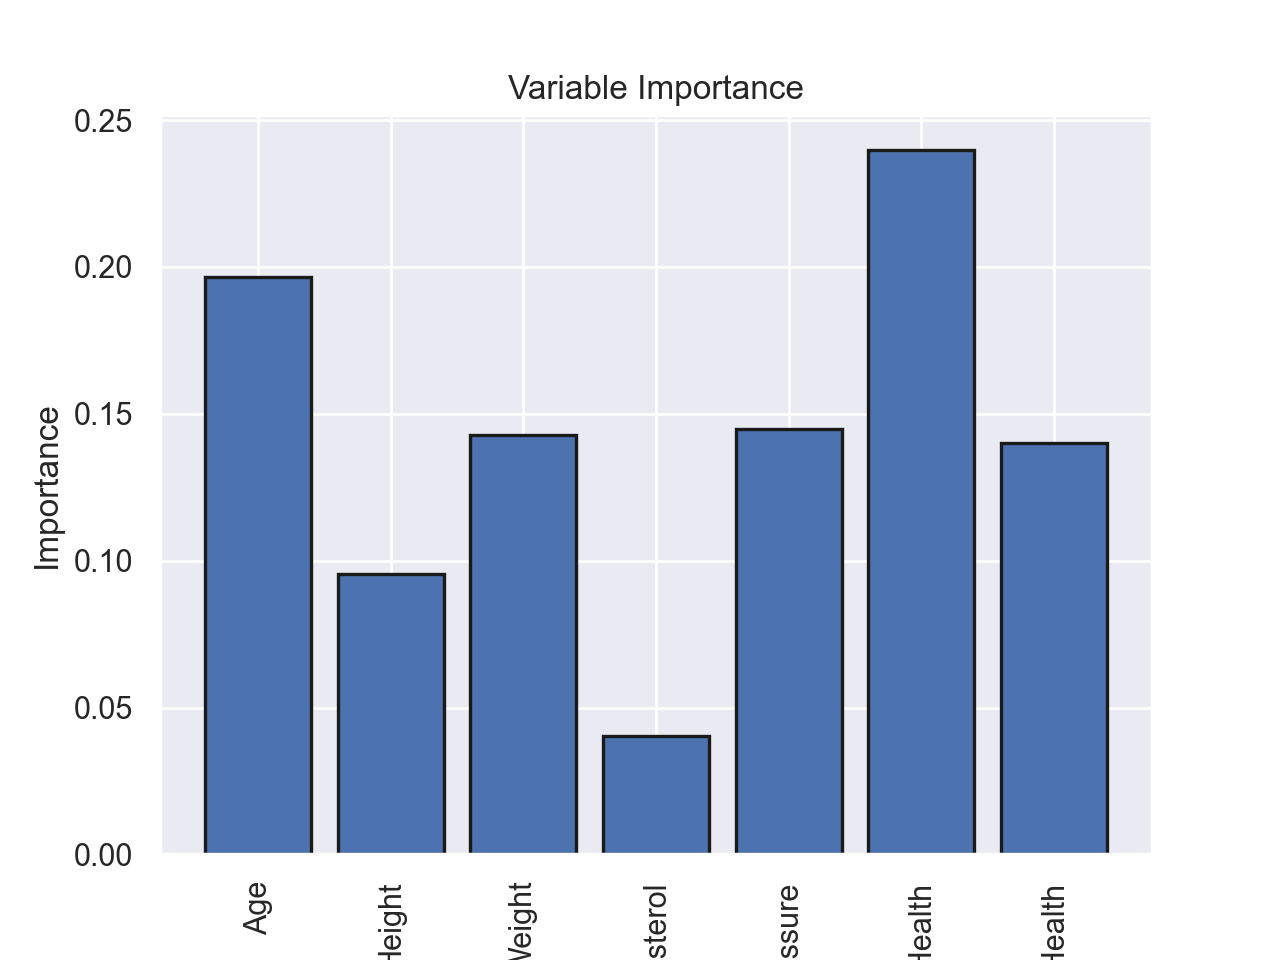 Variable Importance
0.25
0.20
0.15
0.10
0.05
0.00
Importance
Age
Height
Weight
sterol
ssure
Health
Health